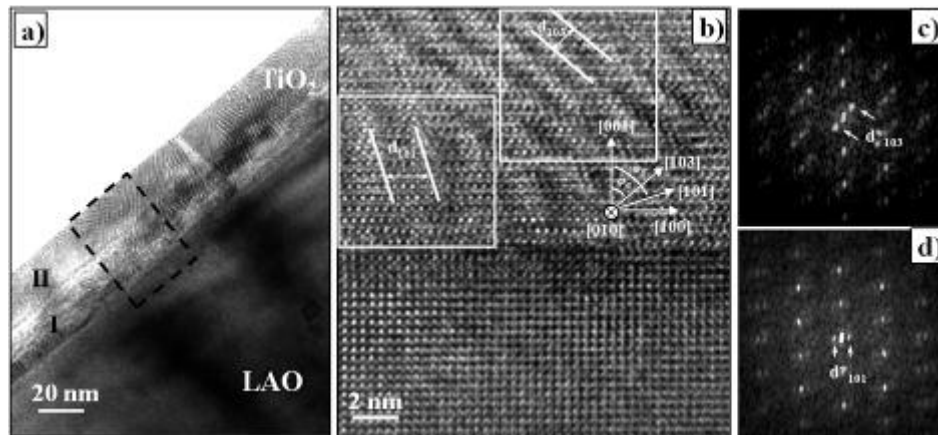 a)
TiO2
II
I
LAO
20 nm
b)
d103
d101
[001]
[103]
[101]
[100]
[010]
2 nm
c)
d*103
d)
d*101